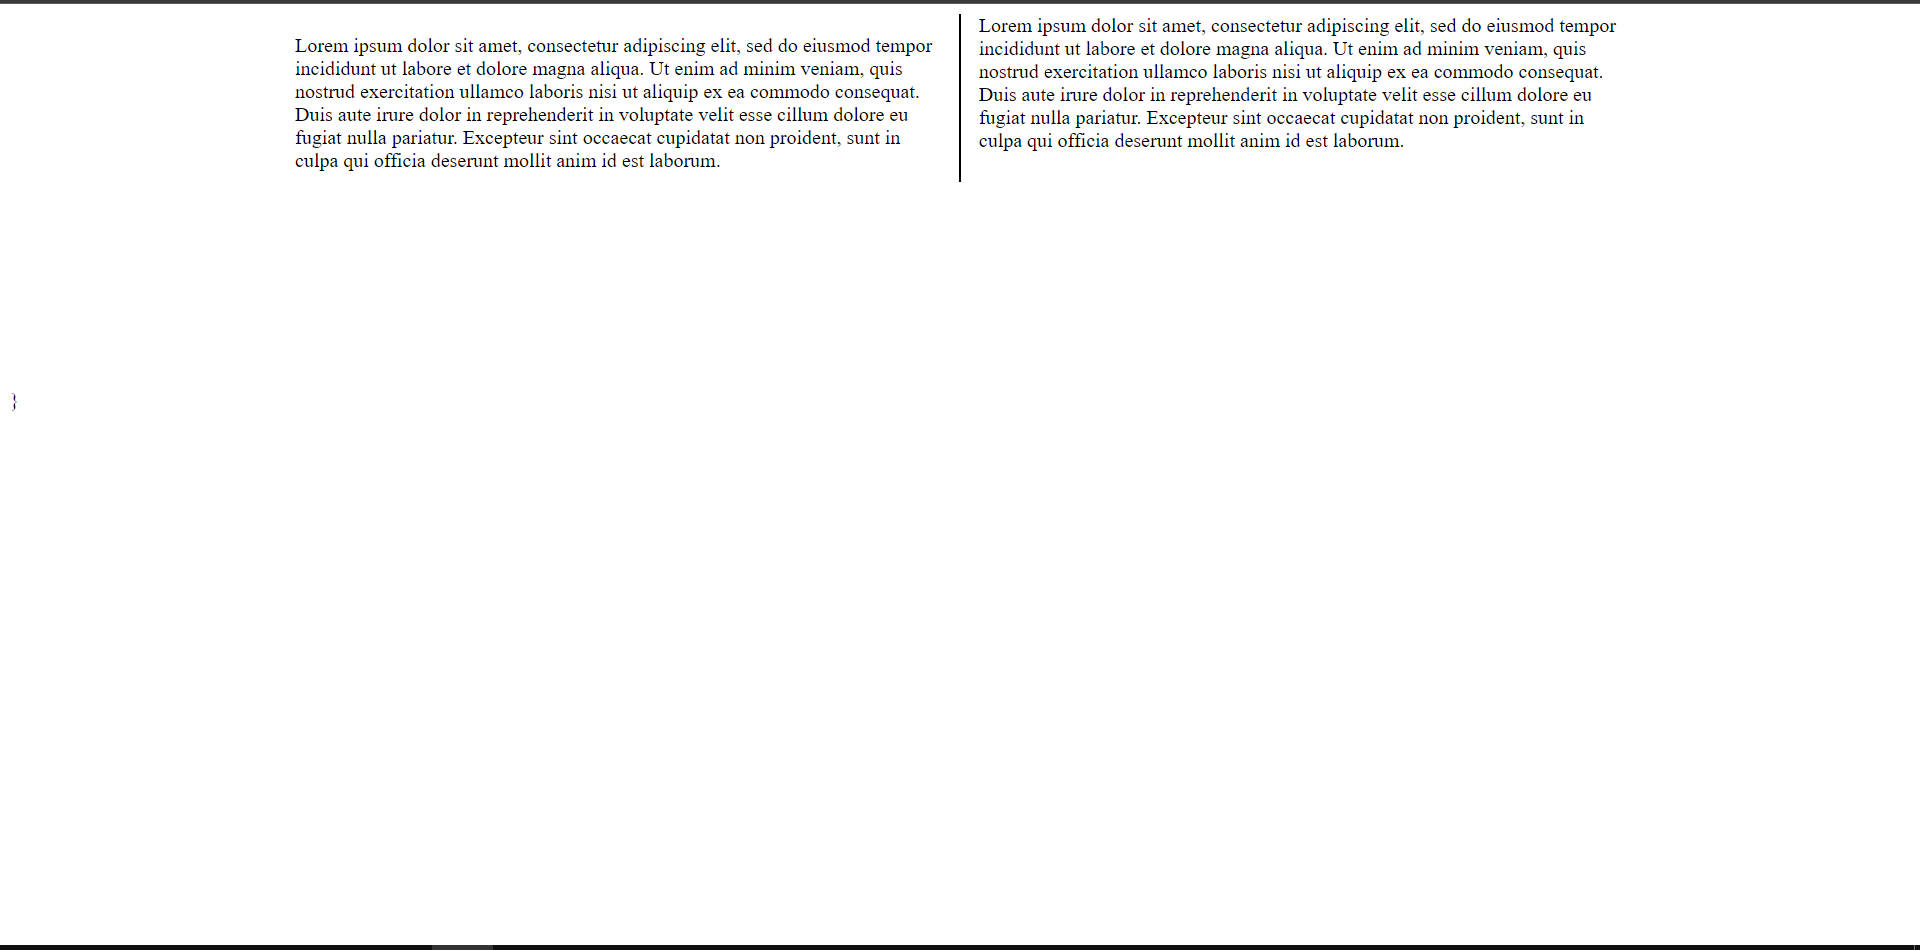 Lorem ipsum dolor sit amet, consectetur adipiscing elit, sed do eiusmod tempor
incididunt ut labore et dolore magna aliqua. Ut enim ad minim veniam, quis
nostrud exercitation ullamco laboris nisi ut aliquip ex ea commodo consequat.
Duis aute irure dolor in reprehenderit in voluptate velit esse cillum dolore eu
fugiat nulla pariatur. Excepteur sint occaecat cupidatat non proident, sunt in
culpa qui officia deserunt mollit anim id est laborum.
Lorem ipsum dolor sit amet, consectetur adipiscing elit, sed do eiusmod tempor
incididunt ut labore et dolore magna aliqua. Ut enim ad minim veniam, quis
nostrud exercitation ullamco laboris nisi ut aliquip ex ea commodo consequat.
Duis aute irure dolor in reprehenderit in voluptate velit esse cillum dolore eu
fugiat nulla pariatur. Excepteur sint occaecat cupidatat non proident, sunt in
culpa qui officia deserunt mollit anim id est laborum.
}